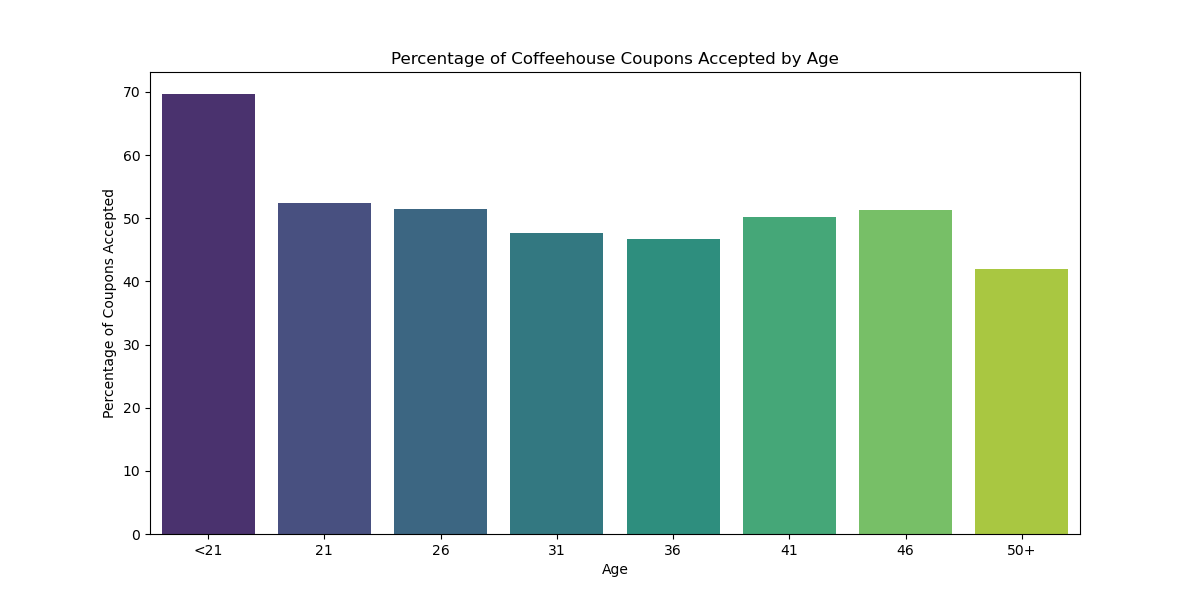 Percentage of Coffeehouse Coupons Accepted by Age
Percentage of Coupons Accepted
70
60
50
40
30
20
10
0
<21 21 26 31 36 41 46 50+
Age